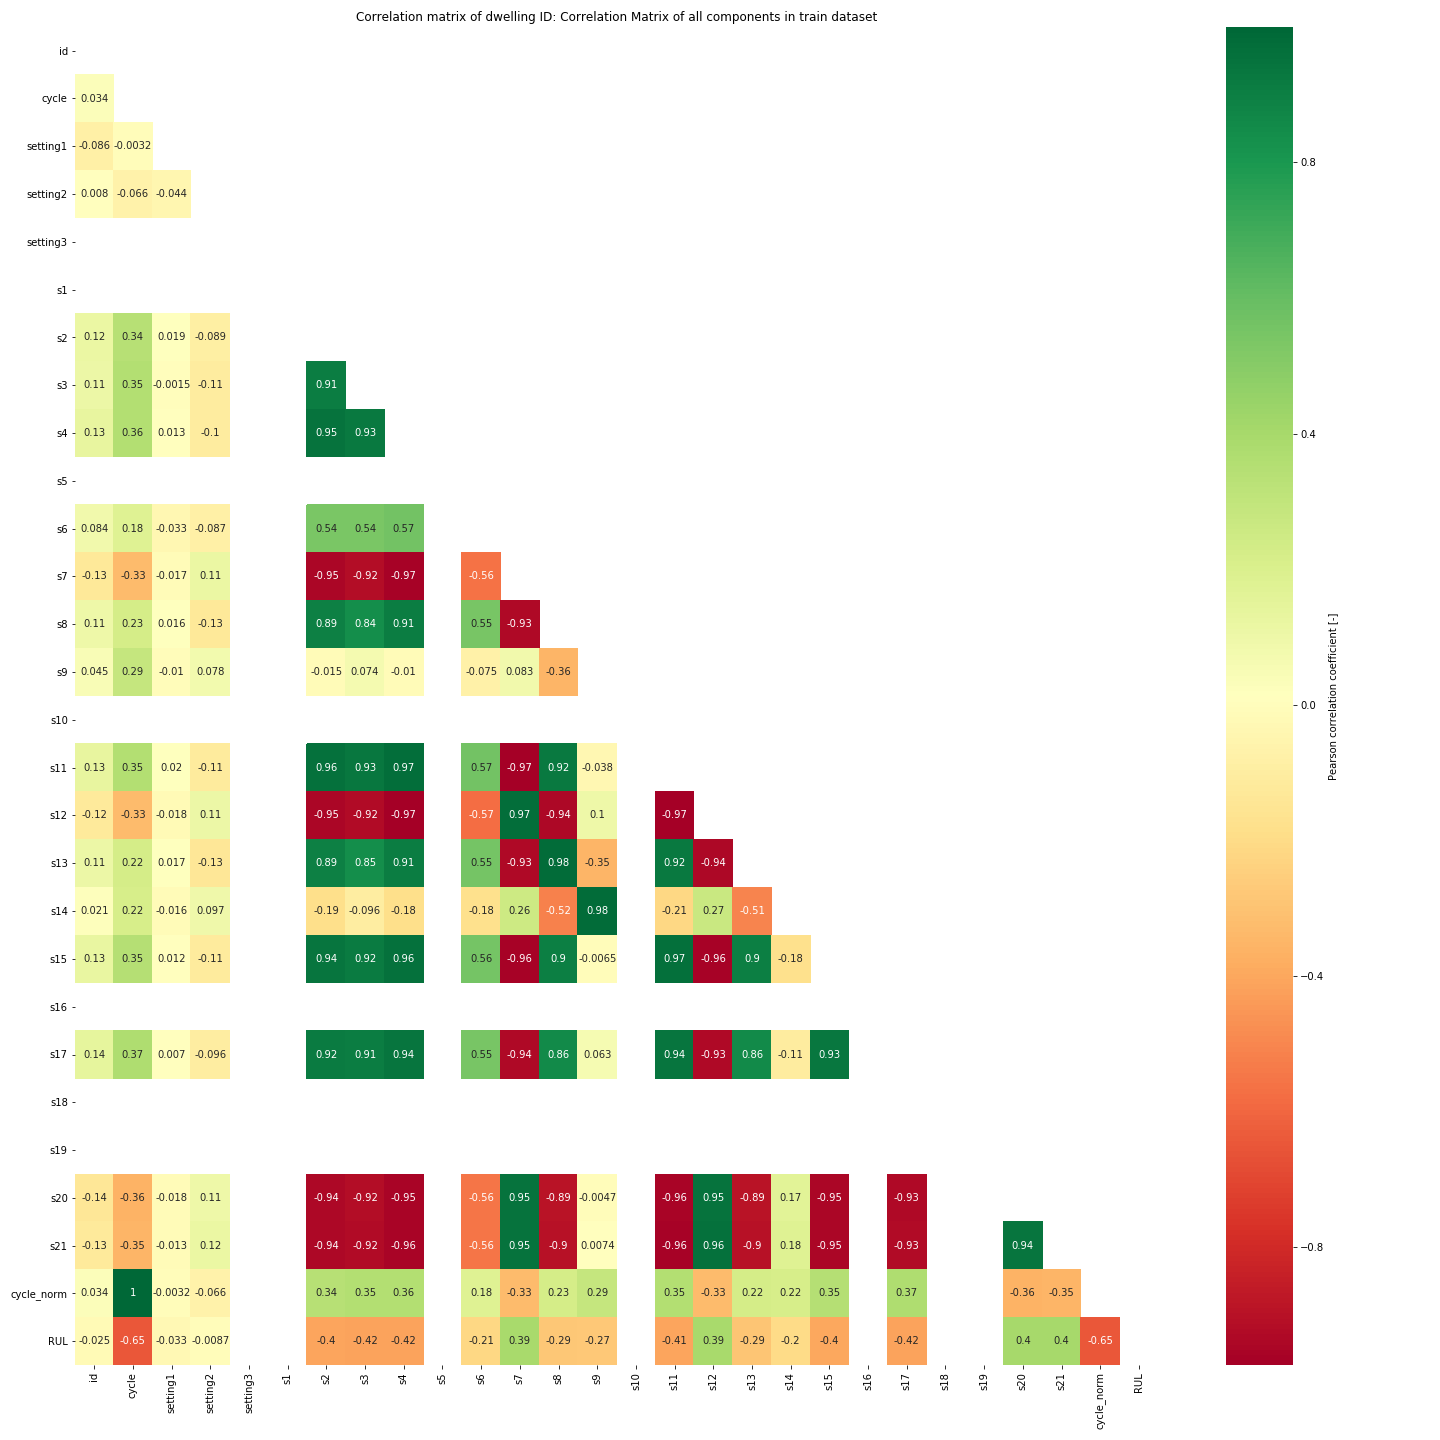 Correlation matrix of dwelling ID: Correlation Matrix of all components in train dataset
id
cycle 0.034
setting1 -0.086 -0.0032
setting2 0.008 -0.066 -0.044
setting3
s1
s2 0.12 0.34 0.019 -0.089
s3 0.11 0.35 -0.0015 -0.11 0.91
s4 0.13 0.36 0.013 -0.1 0.95 0.93
s5
s6 0.084 0.18 -0.033 -0.087 0.54 0.54 0.57
s7 -0.13 -0.33 -0.017 0.11 -0.95 -0.92 -0.97 -0.56
s8 0.11 0.23 0.016 -0.13 0.89 0.84 0.91 0.55 -0.93
s9 0.045 0.29 -0.01 0.078 -0.015 0.074 -0.01 -0.075 0.083 -0.36
s10
s11 0.13 0.35 0.02 -0.11 0.96 0.93 0.97 0.57 -0.97 0.92 -0.038
s12 -0.12 -0.33 -0.018 0.11 -0.95 -0.92 -0.97 -0.57 0.97 -0.94 0.1 -0.97
s13 0.11 0.22 0.017 -0.13 0.89 0.85 0.91 0.55 -0.93 0.98 -0.35 0.92 -0.94
s14 0.021 0.22 -0.016 0.097 -0.19 -0.096 -0.18 -0.18 0.26 -0.52 0.98 -0.21 0.27 -0.51
s15 0.13 0.35 0.012 -0.11 0.94 0.92 0.96 0.56 -0.96 0.9 -0.0065 0.97 -0.96 0.9 -0.18
s16
s17 0.14 0.37 0.007 -0.096 0.92 0.91 0.94 0.55 -0.94 0.86 0.063 0.94 -0.93 0.86 -0.11 0.93
s18
s19
s20 -0.14 -0.36 -0.018 0.11 -0.94 -0.92 -0.95 -0.56 0.95 -0.89 -0.0047 -0.96 0.95 -0.89 0.17 -0.95 -0.93
s21 -0.13 -0.35 -0.013 0.12 -0.94 -0.92 -0.96 -0.56 0.95 -0.9 0.0074 -0.96 0.96 -0.9 0.18 -0.95 -0.93 0.94
cycle_norm 0.034 1 -0.0032 -0.066 0.34 0.35 0.36 0.18 -0.33 0.23 0.29 0.35 -0.33 0.22 0.22 0.35 0.37 -0.36 -0.35
RUL -0.025 -0.65 -0.033 -0.0087 -0.4 -0.42 -0.42 -0.21 0.39 -0.29 -0.27 -0.41 0.39 -0.29 -0.2 -0.4 -0.42 0.4 0.4 -0.65
id cycle setting1 setting2 setting3 s1 s2 s3 s4 s5 s6 s7 s8 s9 s10 s11 s12 s13 s14 s15 s16 s17 s18 s19 s20 s21 cycle_norm RUL
0.8
0.4
0.0
−0.4
−0.8
Pearson correlation coefficient [-]